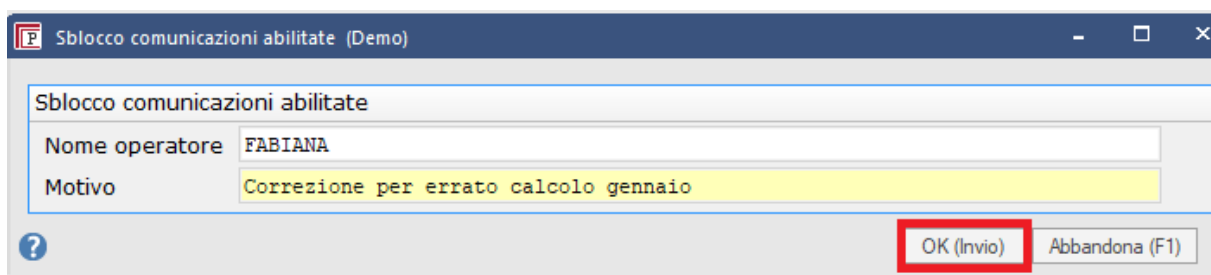 Sblocco comunicazioni abilitate (Demo)
Sblocco comunicazioni abilitate
Nome operatore FABIANA
Motivo Correzione per errato calcolo gennaio
? OK (Invio) Abbandona (F1)